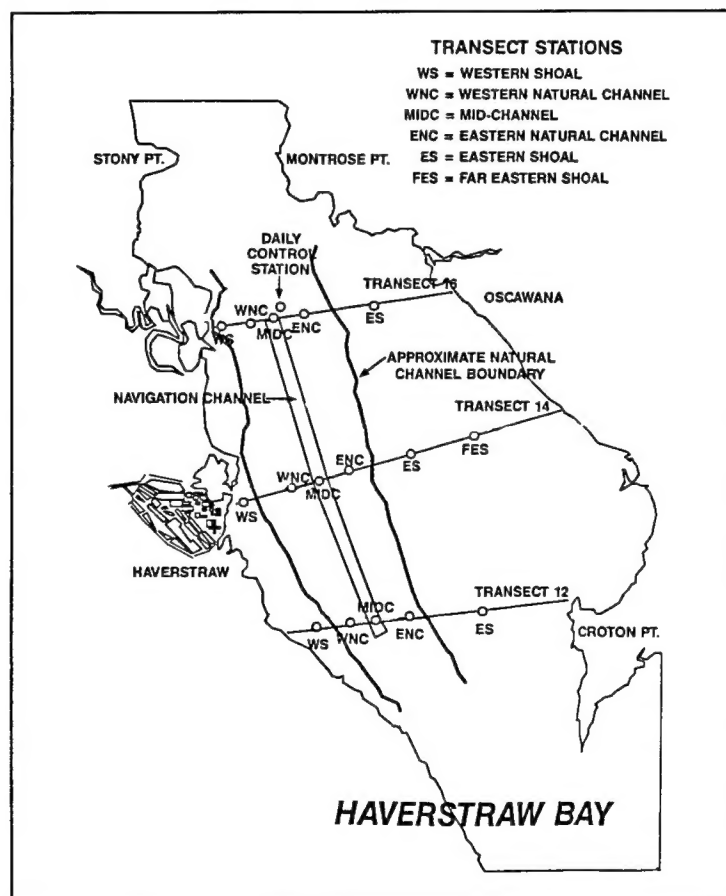 TRANSECT STATIONS
WS = WESTERN SHOAL
WNC = WESTERN NATURAL CHANNEL
MIDC = MID-CHANNEL
ENC = EASTERN NATURAL CHANNEL
ES = EASTERN SHOAL
FES = FAR EASTERN SHOAL
STONY PT.
MONTROSE PT.
DAILY
CONTROL
STATION
TRANSECT 16
OSCAWANA
WNC
WS
MIDC
ENC
ES
APPROXIMATE NATURAL
CHANNEL BOUNDARY
NAVIGATION CHANNEL
TRANSECT 14
WS
WNC
MIDC
ENC
ES
FES
HAVERSTRAW
TRANSECT 12
WS
WNC
MIDC
ENC
ES
CROTON PT.
HAVERSTRAW BAY